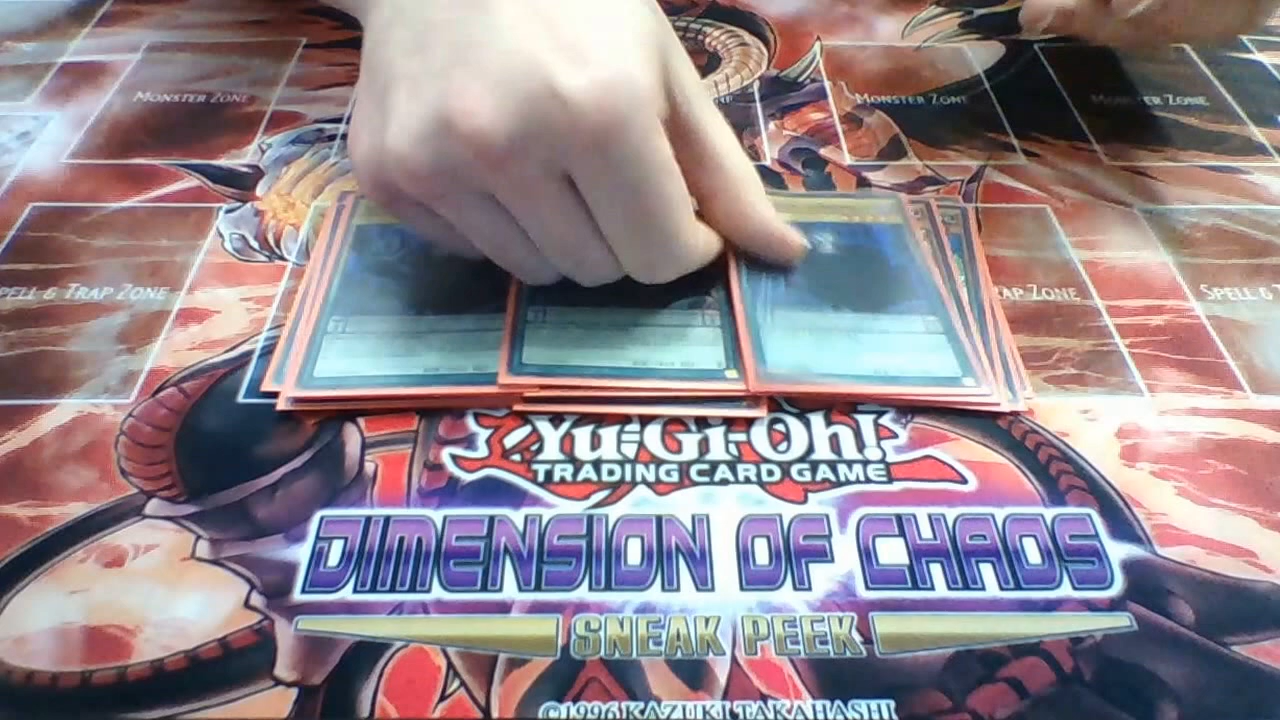 MONSTER ZONE
MONSTER ZONE
MONSTER ZONE
SPELL & TRAP ZONE
RAP ZONE
SPELL &
Yu-Gi-Oh!
TRADING CARD GAME
DIMENSION OF CHAOS
SNEAK PEEK
©1996 KAZUKI TAKAHASHI